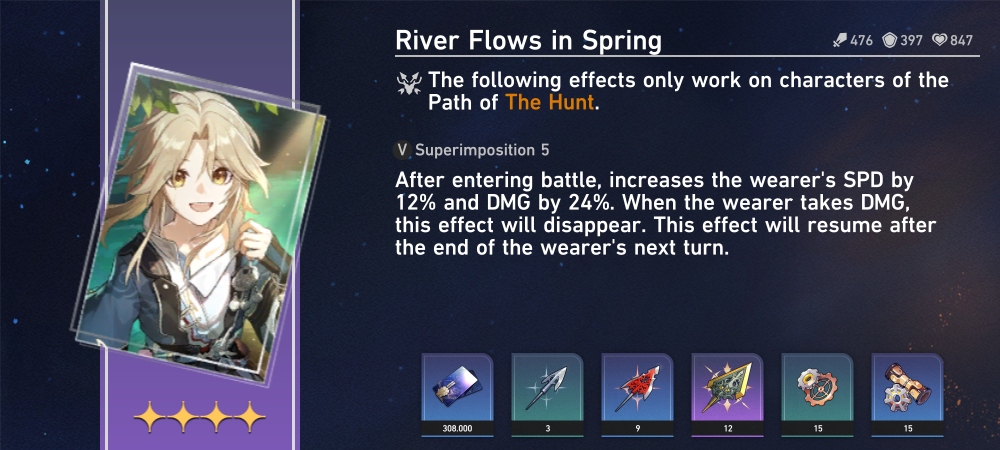 River Flows in Spring
476 397 847
The following effects only work on characters of the
Path of The Hunt.
V Superimposition 5
After entering battle, increases the wearer's SPD by
12% and DMG by 24%. When the wearer takes DMG,
this effect will disappear. This effect will resume after
the end of the wearer's next turn.
308.000 3 9 12 15 15